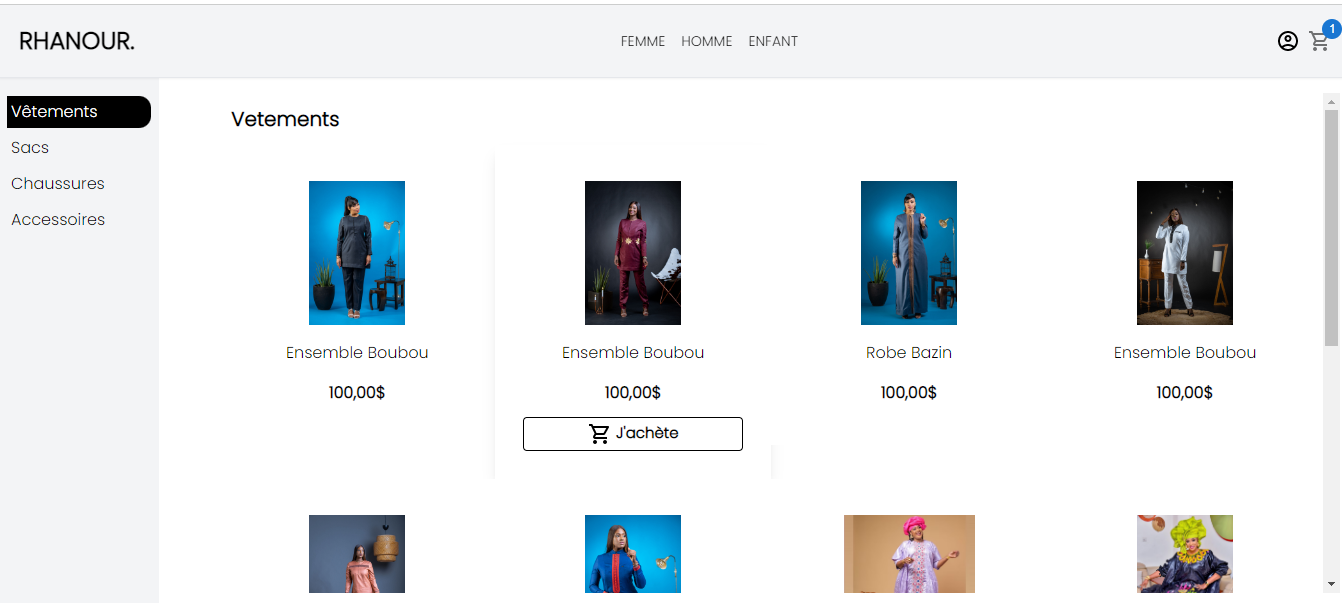 RHANOUR.
FEMME HOMME ENFANT
1
Vêtements
Sacs
Chaussures
Accessoires
Vetements
Ensemble Boubou
100,00$
Ensemble Boubou
100,00$
J'achète
Robe Bazin
100,00$
Ensemble Boubou
100,00$